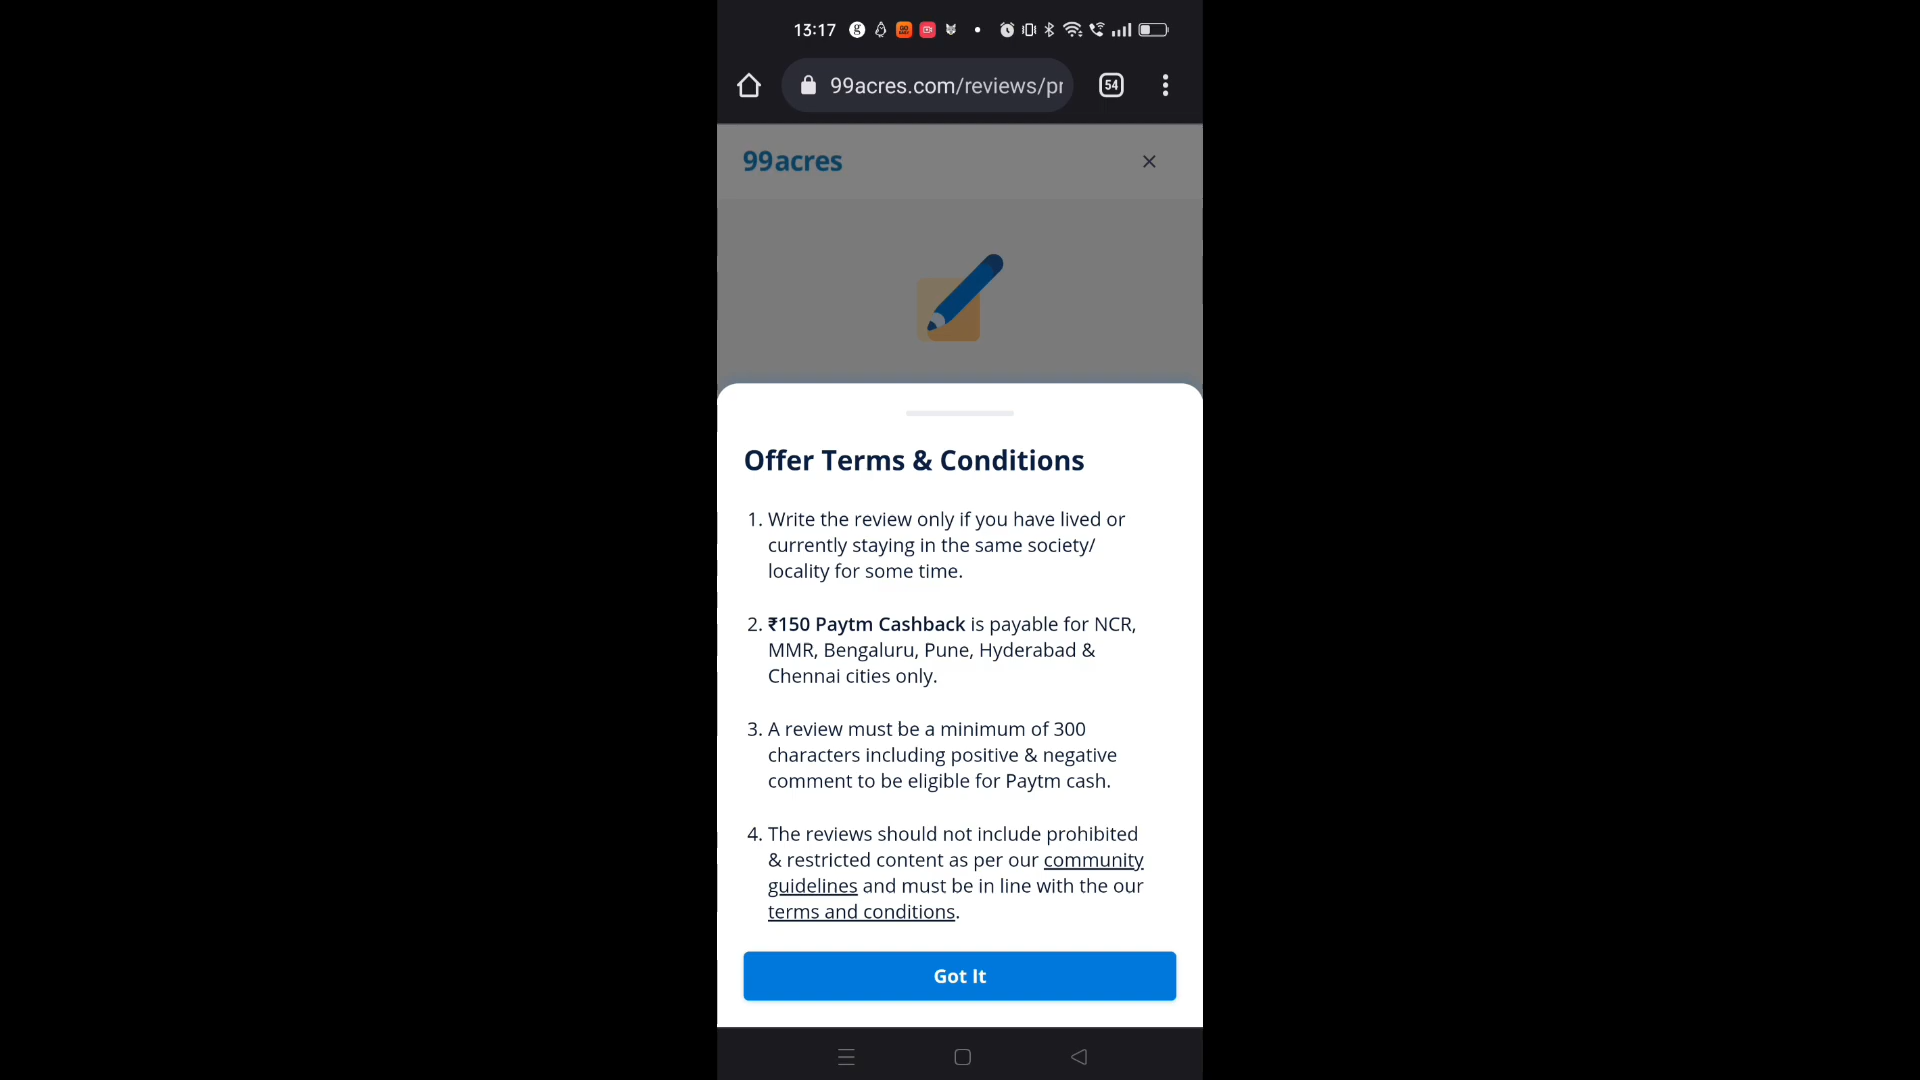 13:17
99acres.com/reviews/pr
54
99acres
Offer Terms & Conditions
1. Write the review only if you have lived or
currently staying in the same society/
locality for some time.
2. ₹150 Paytm Cashback is payable for NCR,
MMR, Bengaluru, Pune, Hyderabad &
Chennai cities only.
3. A review must be a minimum of 300
characters including positive & negative
comment to be eligible for Paytm cash.
4. The reviews should not include prohibited
& restricted content as per our community
guidelines and must be in line with the our
terms and conditions.
Got It